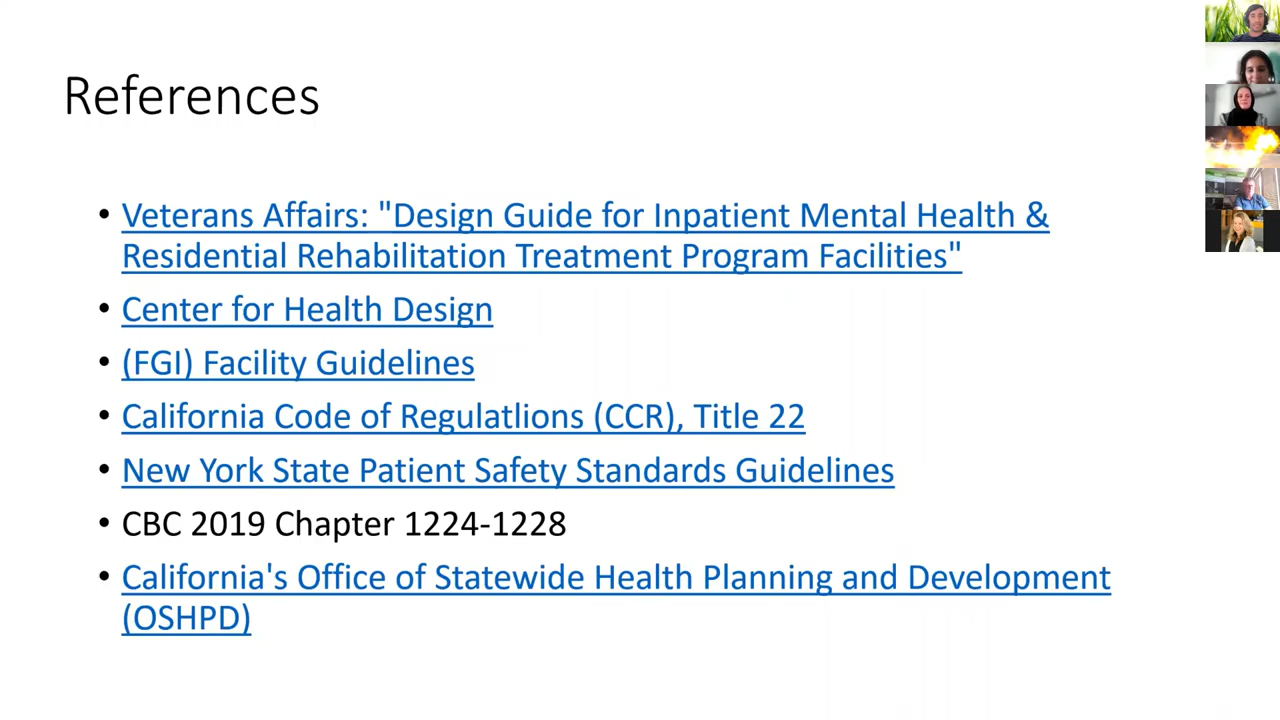 References
• Veterans Affairs: "Design Guide for Inpatient Mental Health &
Residential Rehabilitation Treatment Program Facilities"
• Center for Health Design
• (FGI) Facility Guidelines
• California Code of Regulatlions (CCR), Title 22
• New York State Patient Safety Standards Guidelines
• CBC 2019 Chapter 1224-1228
• California's Office of Statewide Health Planning and Development
(OSHPD)